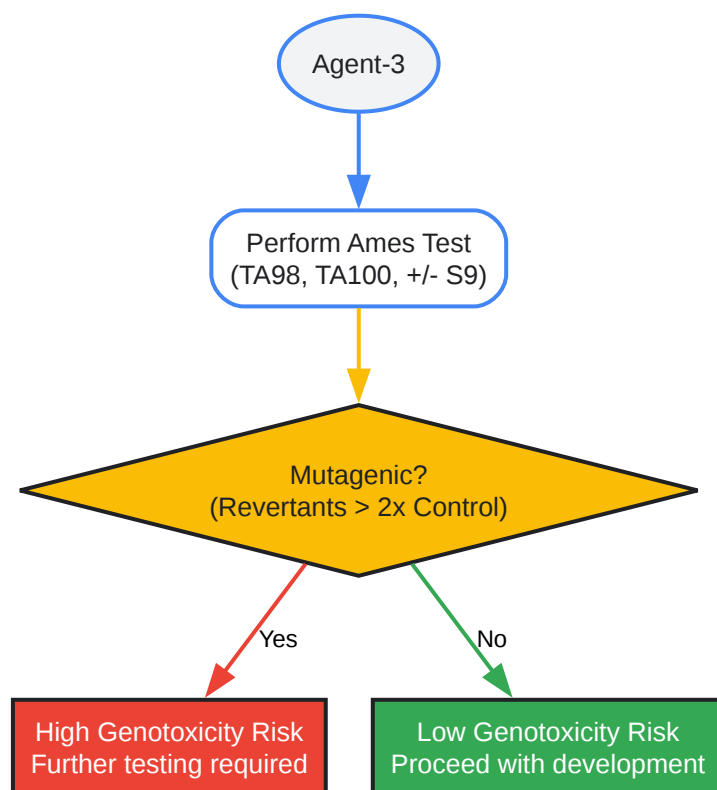 Agent-3
Perform Ames Test
(TA98, TA100, +/- S9)
Mutagenic?
(Revertants > 2x Control)
Yes
No
High Genotoxicity Risk
Further testing required
Low Genotoxicity Risk
Proceed with development